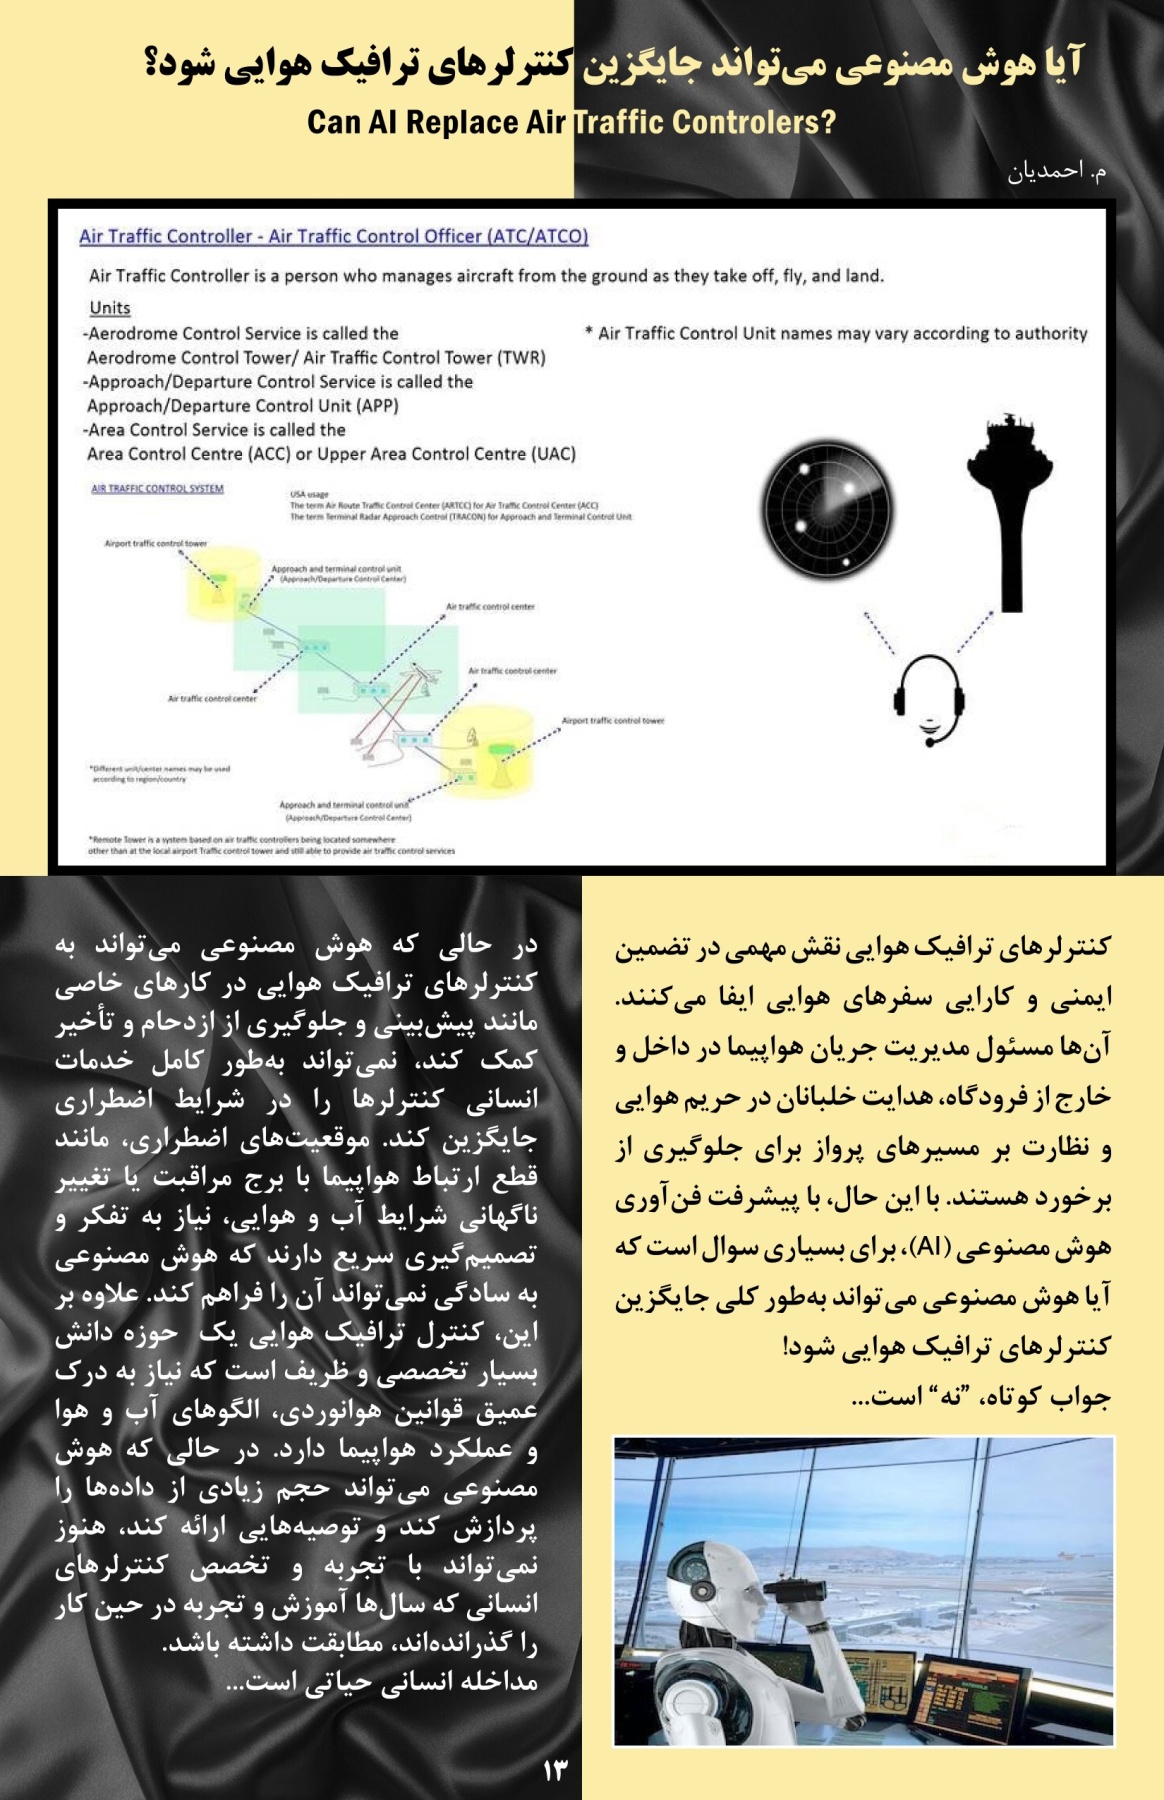 آیا هوش مصنوعی می‌تواند جایگزین کنترلرهای ترافیک هوایی شود؟
Can AI Replace Air Traffic Controlers?
م. احمدیان
Air Traffic Controller - Air Traffic Control Officer (ATC/ATCO)
Air Traffic Controller is a person who manages aircraft from the ground as they take off, fly, and land.
Units
-Aerodrome Control Service is called the
Aerodrome Control Tower/ Air Traffic Control Tower (TWR)
* Air Traffic Control Unit names may vary according to authority
-Approach/Departure Control Service is called the
Approach/Departure Control Unit (APP)
-Area Control Service is called the
Area Control Centre (ACC) or Upper Area Control Centre (UAC)
AIR TRAFFIC CONTROL SYSTEM
USA usage
The term Air Route Traffic Control Center (ARTCC) for Air Traffic Control Center (ACC)
The term Terminal Radar Approach Control (TRACON) for Approach and Terminal Control Unit
Airport traffic control tower
Approach and terminal control unit
(Approach/Departure Control Center)
Air traffic control center
Air traffic control center
Air traffic control center
Airport traffic control tower
*Different unit/center names may be used
according to region/country
Approach and terminal control unit
(Approach/Departure Control Center)
*Remote Tower is a system based on air traffic controllers being located somewhere
other than at the local airport Traffic control tower and still able to provide air traffic control services
کنترلرهای ترافیک هوایی نقش مهمی در تضمین
ایمنی و کارایی سفرهای هوایی ایفا می‌کنند.
آن‌ها مسئول مدیریت جریان هواپیما در داخل و
خارج از فرودگاه، هدایت خلبانان در حریم هوایی
و نظارت بر مسیرهای پرواز برای جلوگیری از
برخورد هستند. با این حال، با پیشرفت فن‌آوری
هوش مصنوعی (AI)، برای بسیاری سوال است که
آیا هوش مصنوعی می‌تواند به‌طور کلی جایگزین
کنترلرهای ترافیک هوایی شود!
جواب کوتاه، ”نه“ است...
در حالی که هوش مصنوعی می‌تواند به
کنترلرهای ترافیک هوایی در کارهای خاصی
مانند پیش‌بینی و جلوگیری از ازدحام و تأخیر
کمک کند، نمی‌تواند به‌طور کامل خدمات
انسانی کنترلرها را در شرایط اضطراری
جایگزین کند. موقعیت‌های اضطراری، مانند
قطع ارتباط هواپیما با برج مراقبت یا تغییر
ناگهانی شرایط آب و هوایی، نیاز به تفکر و
تصمیم‌گیری سریع دارند که هوش مصنوعی
به سادگی نمی‌تواند آن را فراهم کند. علاوه بر
این، کنترل ترافیک هوایی یک حوزه دانش
بسیار تخصصی و ظریف است که نیاز به درک
عمیق قوانین هوانوردی، الگوهای آب و هوا
و عملکرد هواپیما دارد. در حالی که هوش
مصنوعی می‌تواند حجم زیادی از داده‌ها را
پردازش کند و توصیه‌هایی ارائه کند، هنوز
نمی‌تواند با تجربه و تخصص کنترلرهای
انسانی که سال‌ها آموزش و تجربه در حین کار
را گذرانده‌اند، مطابقت داشته باشد.
مداخله انسانی حیاتی است...
۱۳